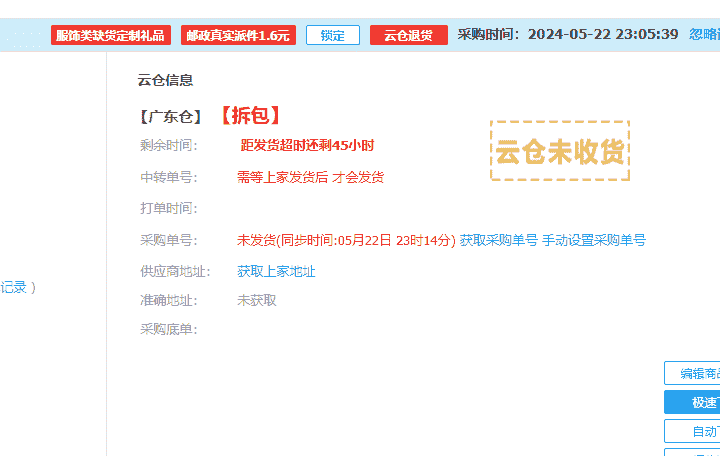 服饰类缺货定制礼品 邮政真实派件1.6元 锁定 云仓退货 采购时间：2024-05-22 23:05:39 忽略
云仓信息
【广东仓】 【拆包】
云仓未收货
剩余时间： 距发货超时还剩45小时
中转单号： 需等上家发货后 才会发货
打单时间：
采购单号： 未发货(同步时间:05月22日 23时14分) 获取采购单号 手动设置采购单号
供应商地址： 获取上家地址
记录 )
准确地址： 未获取
采购底单：
编辑商品
极速
自动